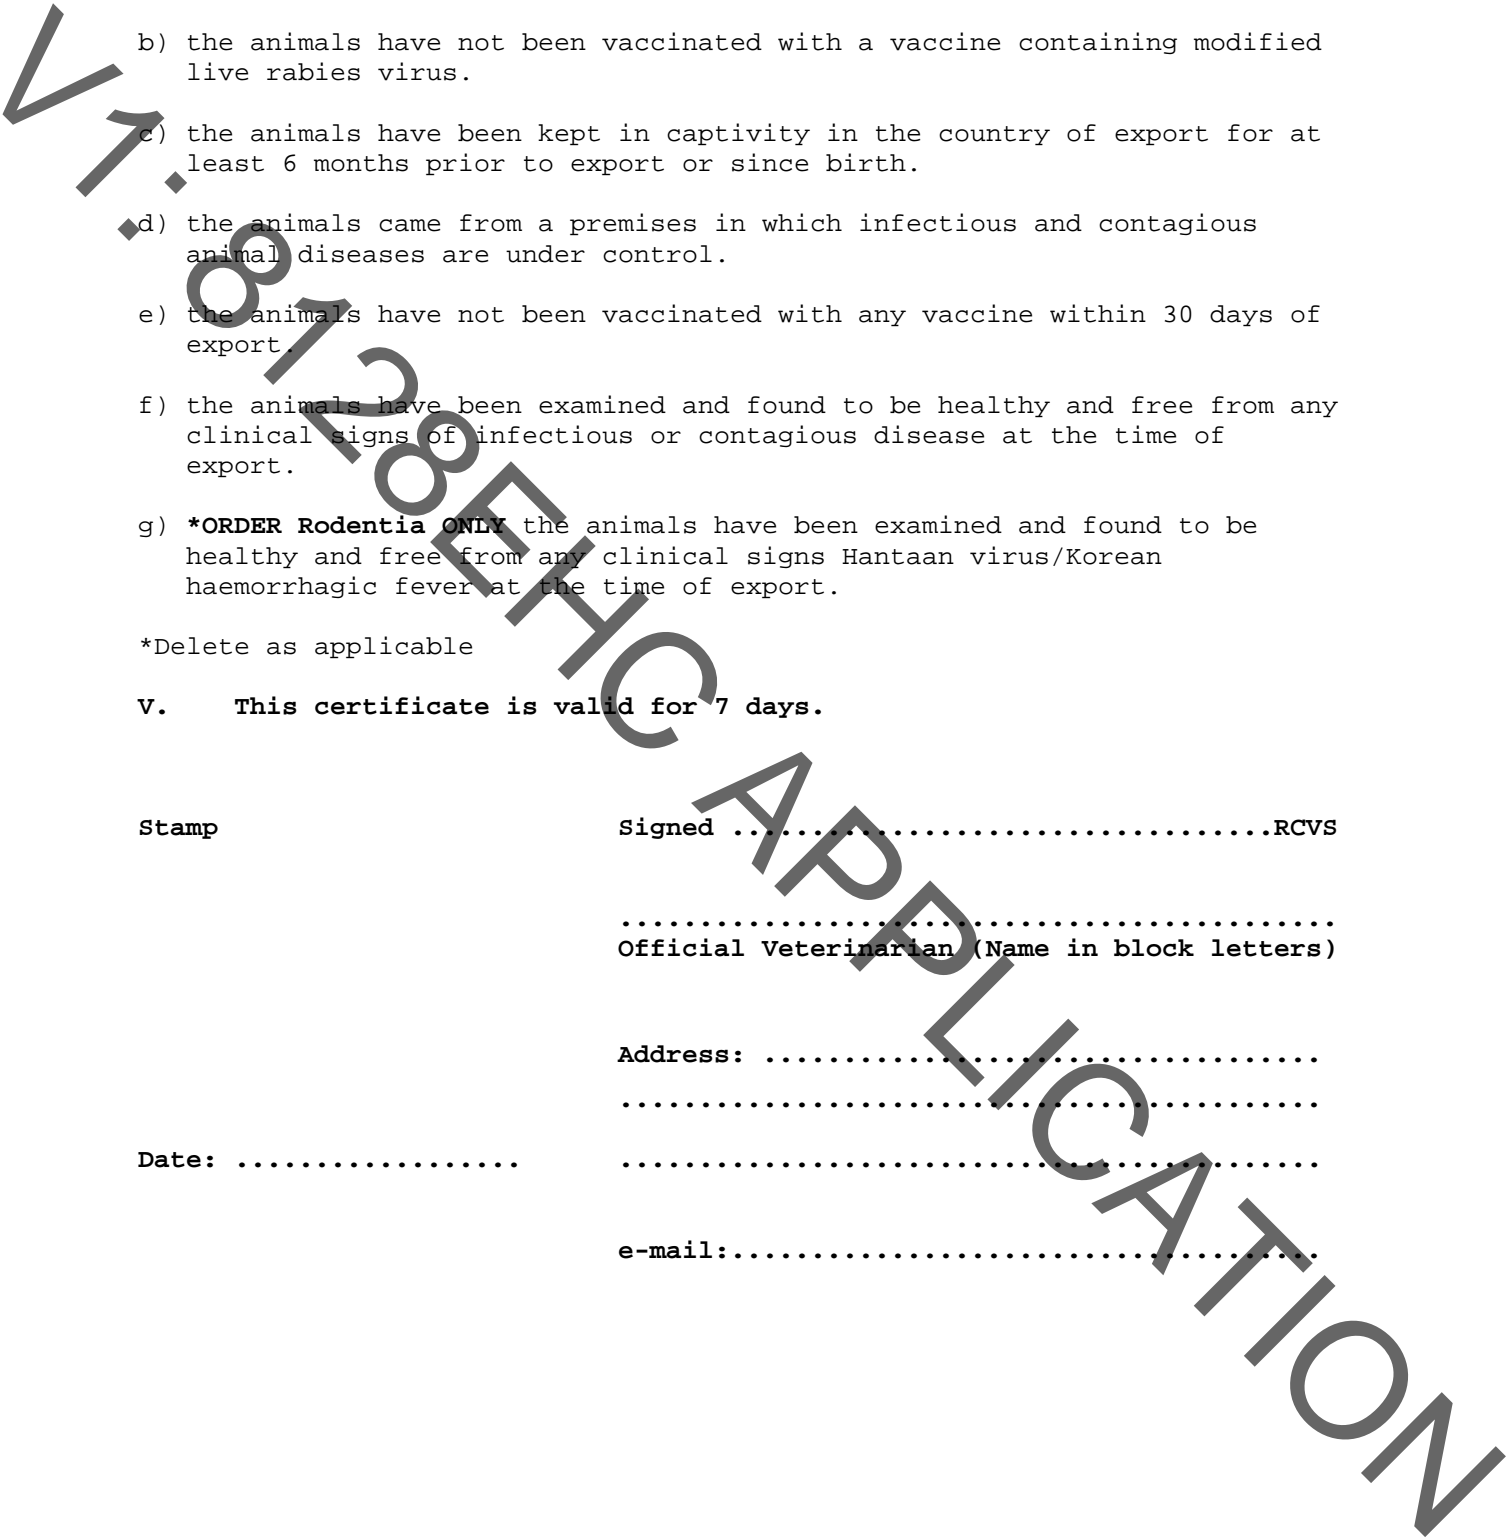 b) the animals have not been vaccinated with a vaccine containing modified
live rabies virus.
c) the animals have been kept in captivity in the country of export for at
least 6 months prior to export or since birth.
d) the animals came from a premises in which infectious and contagious
animal diseases are under control.
e) the animals have not been vaccinated with any vaccine within 30 days of
export.
f) the animals have been examined and found to be healthy and free from any
clinical signs of infectious or contagious disease at the time of
export.
g) *ORDER Rodentia ONLY the animals have been examined and found to be
healthy and free from any clinical signs Hantaan virus/Korean
haemorrhagic fever at the time of export.
*Delete as applicable
V. This certificate is valid for 7 days.
Stamp Signed ..................................RCVS
.............................................
Official Veterinarian (Name in block letters)
Address: ...................................
............................................
Date: .................. ............................................
e-mail:.....................................
V1: 8128EHC APPLICATION